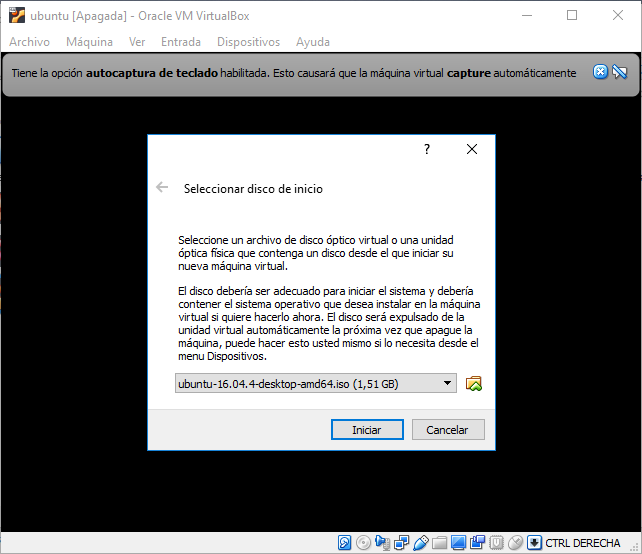 ubuntu [Apagada] - Oracle VM VirtualBox
Archivo Máquina Ver Entrada Dispositivos Ayuda
Tiene la opción autocaptura de teclado habilitada. Esto causará que la máquina virtual capture automáticamente
?
Seleccionar disco de inicio
Seleccione un archivo de disco óptico virtual o una unidad
óptica física que contenga un disco desde el que iniciar su
nueva máquina virtual.
El disco debería ser adecuado para iniciar el sistema y debería
contener el sistema operativo que desea instalar en la máquina
virtual si quiere hacerlo ahora. El disco será expulsado de la
unidad virtual automáticamente la próxima vez que apague la
máquina, puede hacer esto usted mismo si lo necesita desde el
menu Dispositivos.
ubuntu-16.04.4-desktop-amd64.iso (1,51 GB)
Iniciar Cancelar
CTRL DERECHA